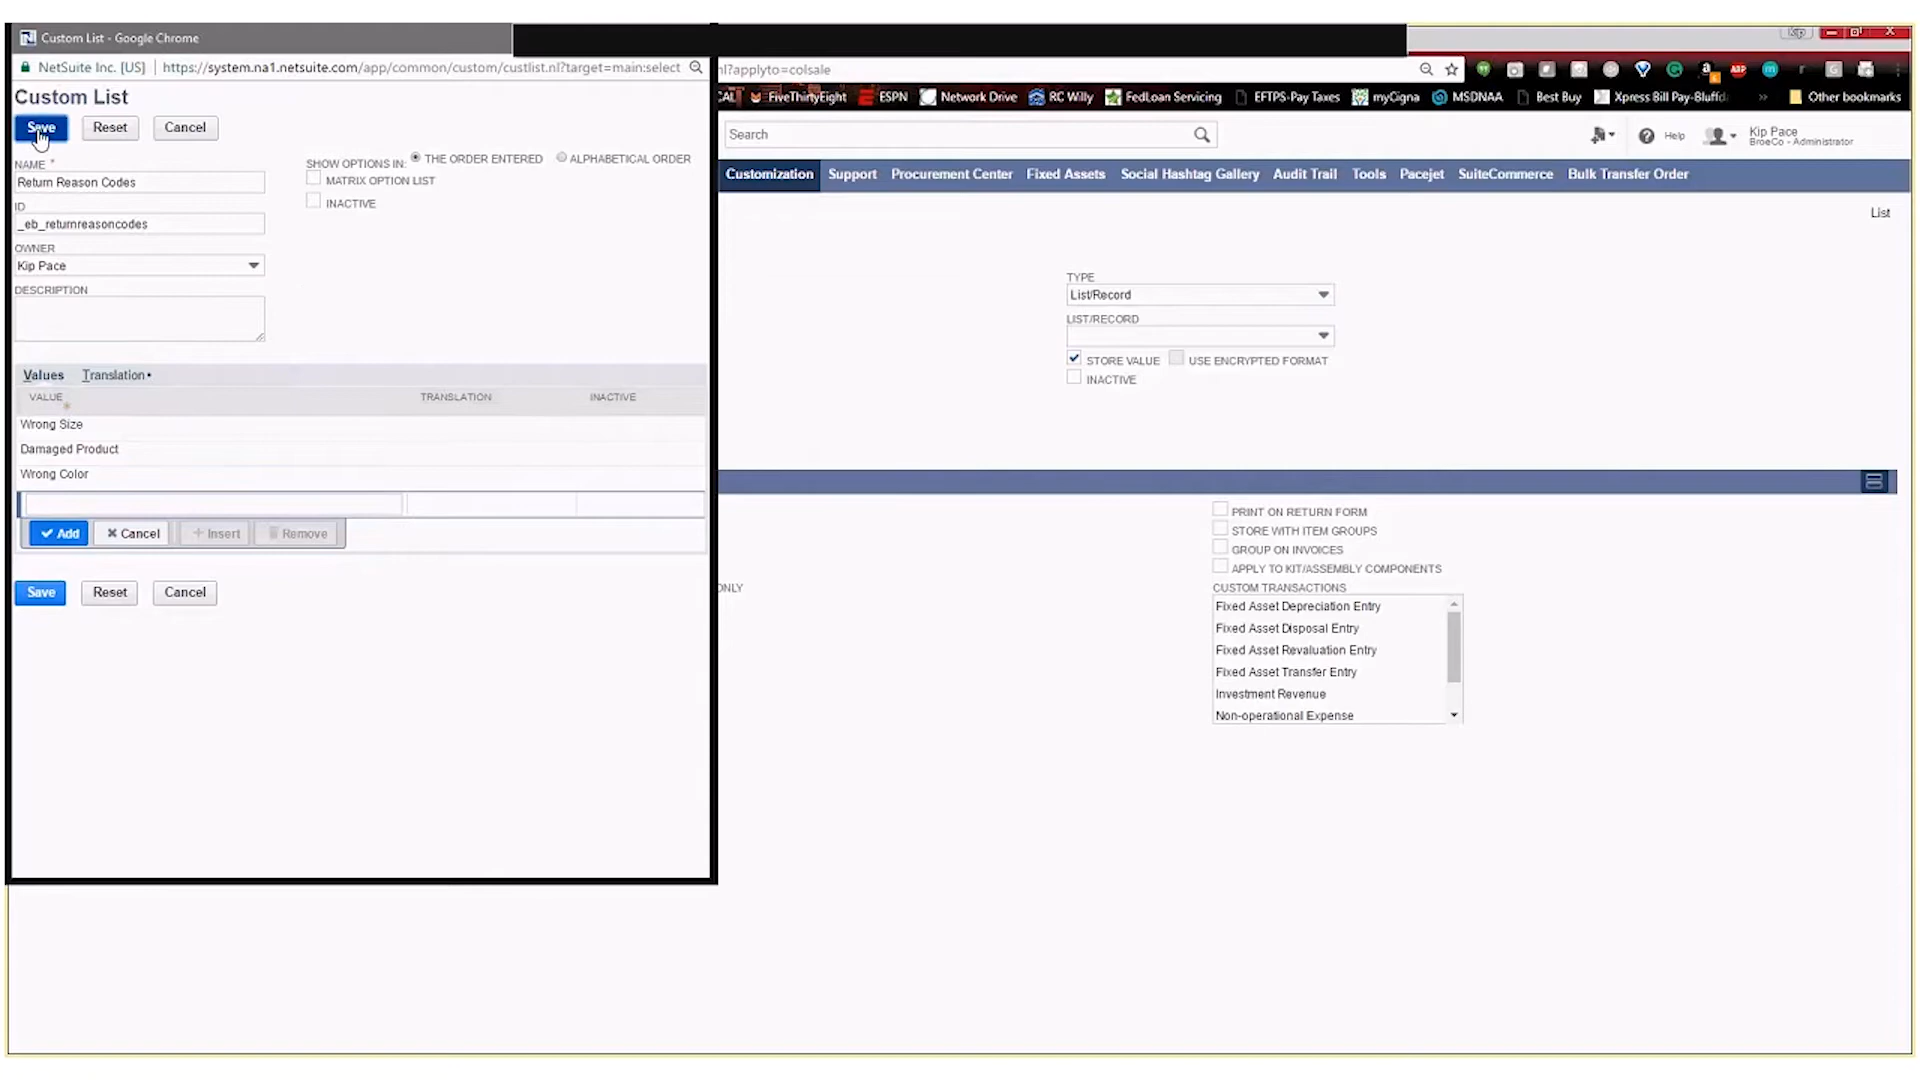 Custom List - Google Chrome
NetSuite Inc. [US] | https://system.na1.netsuite.com/app/common/custom/custlist.nl?target=main:select
nl?applyto=colsale
Custom List
CAL FiveThirtyEight ESPN Network Drive RC Willy FedLoan Servicing EFTPS-Pay Taxes myCigna MSDNAA Best Buy Xpress Bill Pay-Bluffd » Other bookmarks
Save Reset Cancel
Search
Help
Kip Pace
BroeCo - Administrator
NAME *
Return Reason Codes
ID
_eb_returnreasoncodes
OWNER
Kip Pace
DESCRIPTION
SHOW OPTIONS IN: THE ORDER ENTERED ALPHABETICAL ORDER
MATRIX OPTION LIST
INACTIVE
Customization Support Procurement Center Fixed Assets Social Hashtag Gallery Audit Trail Tools Pacejet SuiteCommerce Bulk Transfer Order
List
TYPE
List/Record
LIST/RECORD
STORE VALUE USE ENCRYPTED FORMAT
INACTIVE
Values Translation •
VALUE TRANSLATION INACTIVE
Wrong Size
Damaged Product
Wrong Color
Add Cancel + Insert Remove
Save Reset Cancel
ONLY
PRINT ON RETURN FORM
STORE WITH ITEM GROUPS
GROUP ON INVOICES
APPLY TO KIT/ASSEMBLY COMPONENTS
CUSTOM TRANSACTIONS
Fixed Asset Depreciation Entry
Fixed Asset Disposal Entry
Fixed Asset Revaluation Entry
Fixed Asset Transfer Entry
Investment Revenue
Non-operational Expense